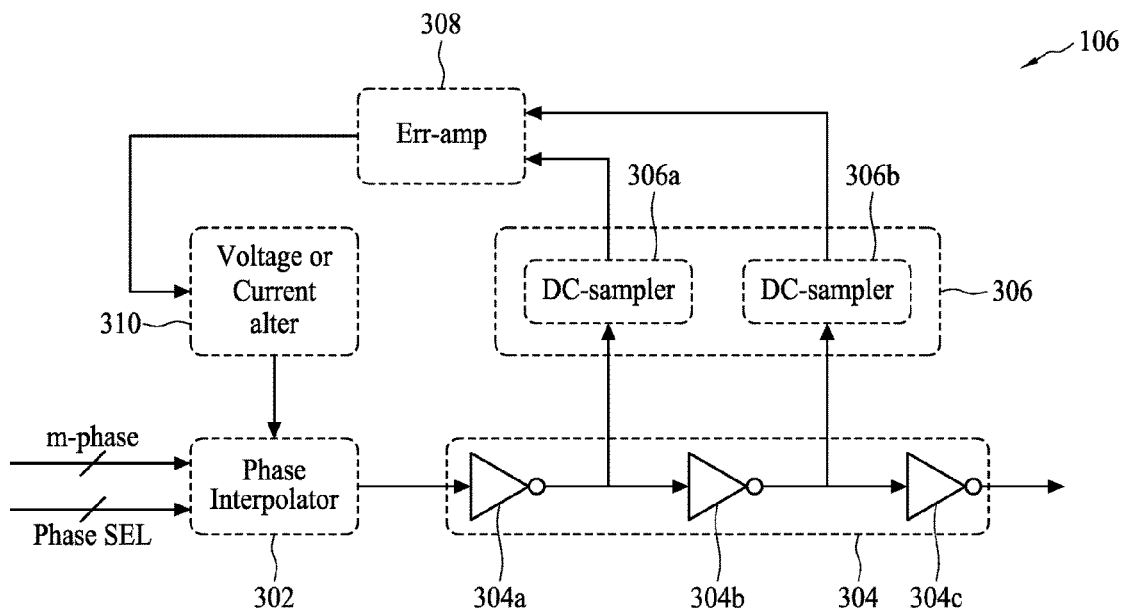 308
106
Err-amp
306a
306b
Voltage or
Current
alter
DC-sampler
DC-sampler
306
310
m-phase
Phase
Interpolator
Phase SEL
302
304a
304b
304
304c